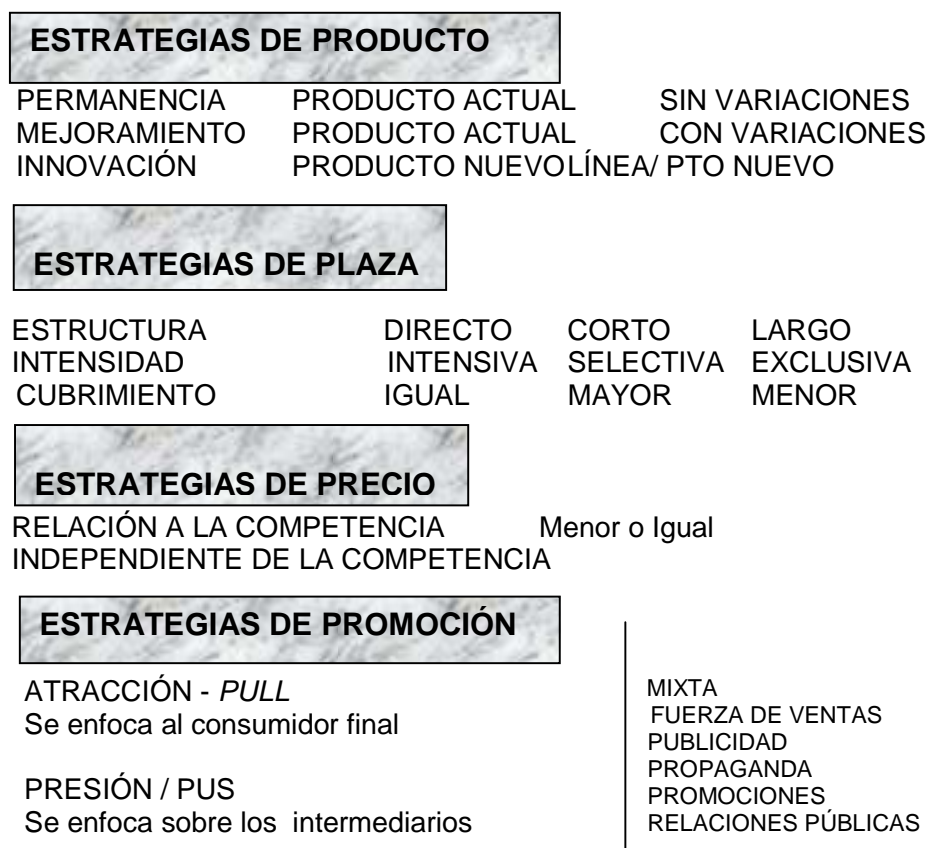 ESTRATEGIAS DE PRODUCTO
PERMANENCIA PRODUCTO ACTUAL SIN VARIACIONES
MEJORAMIENTO PRODUCTO ACTUAL CON VARIACIONES
INNOVACIÓN PRODUCTO NUEVO LÍNEA/ PTO NUEVO
ESTRATEGIAS DE PLAZA
ESTRUCTURA DIRECTO CORTO LARGO
INTENSIDAD INTENSIVA SELECTIVA EXCLUSIVA
CUBRIMIENTO IGUAL MAYOR MENOR
ESTRATEGIAS DE PRECIO
RELACIÓN A LA COMPETENCIA Menor o Igual
INDEPENDIENTE DE LA COMPETENCIA
ESTRATEGIAS DE PROMOCIÓN
ATRACCIÓN - PULL
Se enfoca al consumidor final
PRESIÓN / PUS
Se enfoca sobre los intermediarios
MIXTA
FUERZA DE VENTAS
PUBLICIDAD
PROPAGANDA
PROMOCIONES
RELACIONES PÚBLICAS